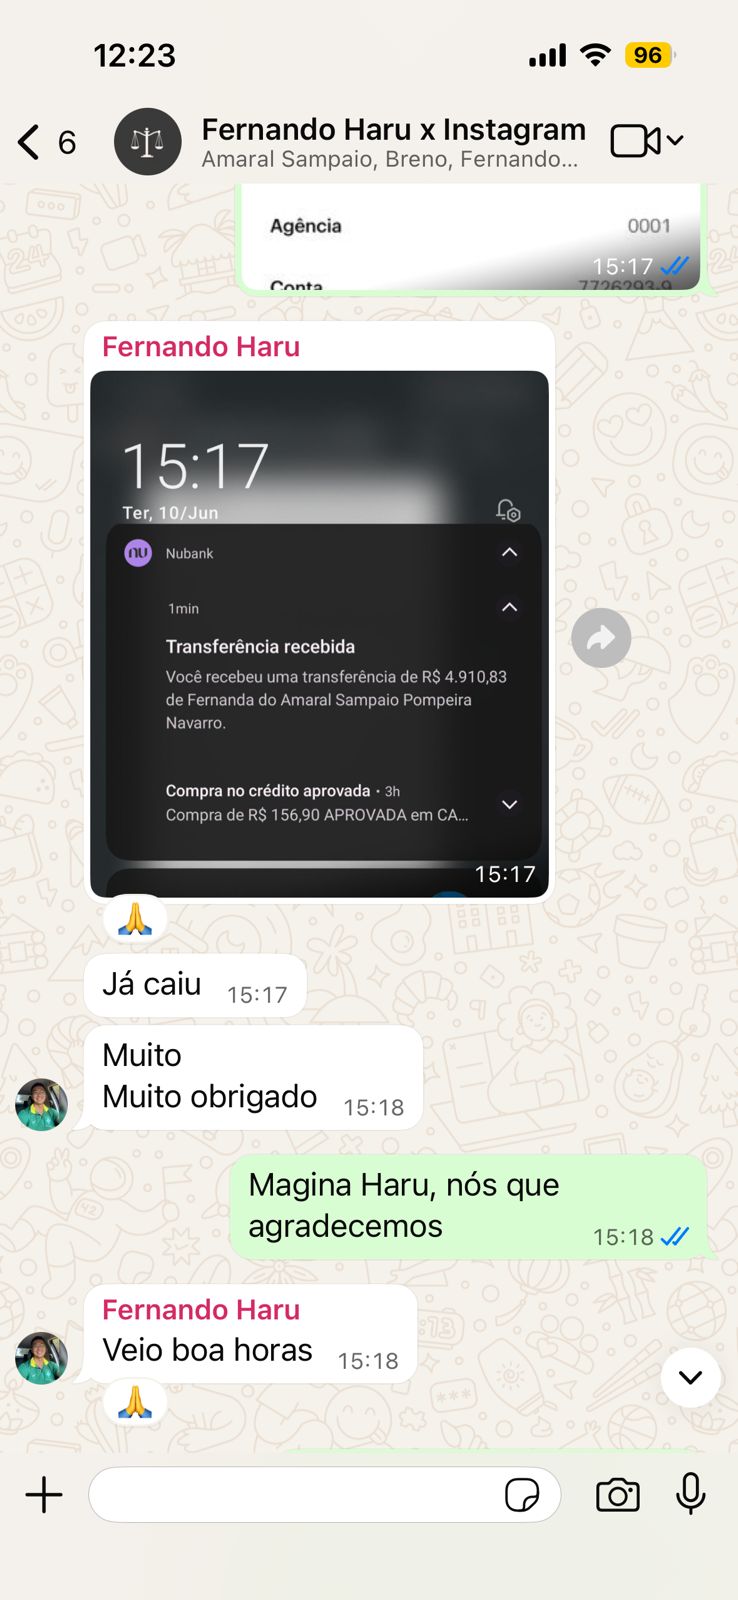 12:23
96
6
Fernando Haru x Instagram
Amaral Sampaio, Breno, Fernando...
Agência 0001
15:17
Conta 7726293-9
Fernando Haru
15:17
Ter, 10/Jun
nu Nubank
1min
Transferência recebida
Você recebeu uma transferência de R$ 4.910,83
de Fernanda do Amaral Sampaio Pompeira
Navarro.
Compra no crédito aprovada • 3h
Compra de R$ 156,90 APROVADA em CA...
15:17
Já caiu 15:17
Muito
Muito obrigado 15:18
Magina Haru, nós que
agradecemos 15:18
Fernando Haru
Veio boa horas 15:18